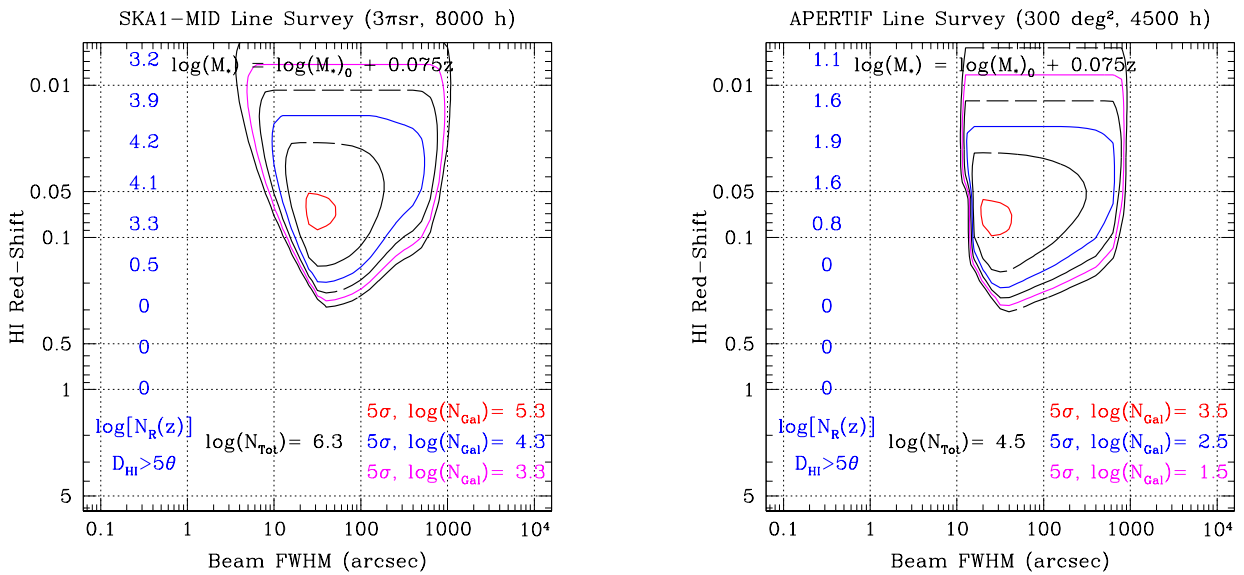 SKA1-MID Line Survey (3πsr, 8000 h)
log(M*) = log(M*)0 + 0.075z
3.2
3.9
4.2
4.1
3.3
0.5
0
0
0
log[NR(z)]
DHI>5θ
log(NTot)= 6.3
5σ, log(NGal)= 5.3
5σ, log(NGal)= 4.3
5σ, log(NGal)= 3.3
HI Red-Shift
0.01
0.05
0.1
0.5
1
5
0.1 1 10 100 1000 10⁴
Beam FWHM (arcsec)
APERTIF Line Survey (300 deg², 4500 h)
log(M*) = log(M*)0 + 0.075z
1.1
1.6
1.9
1.6
0.8
0
0
0
0
log[NR(z)]
DHI>5θ
log(NTot)= 4.5
5σ, log(NGal)= 3.5
5σ, log(NGal)= 2.5
5σ, log(NGal)= 1.5
HI Red-Shift
0.01
0.05
0.1
0.5
1
5
0.1 1 10 100 1000 10⁴
Beam FWHM (arcsec)